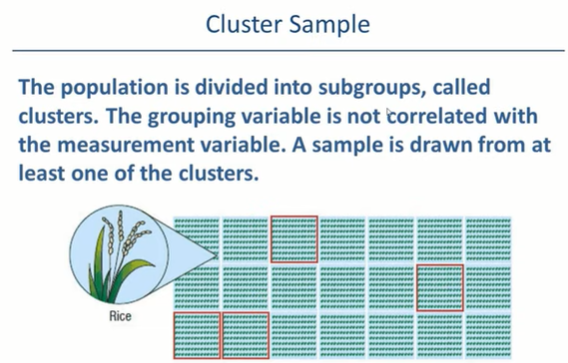 Cluster Sample
The population is divided into subgroups, called
clusters. The grouping variable is not correlated with
the measurement variable. A sample is drawn from at
least one of the clusters.
Rice